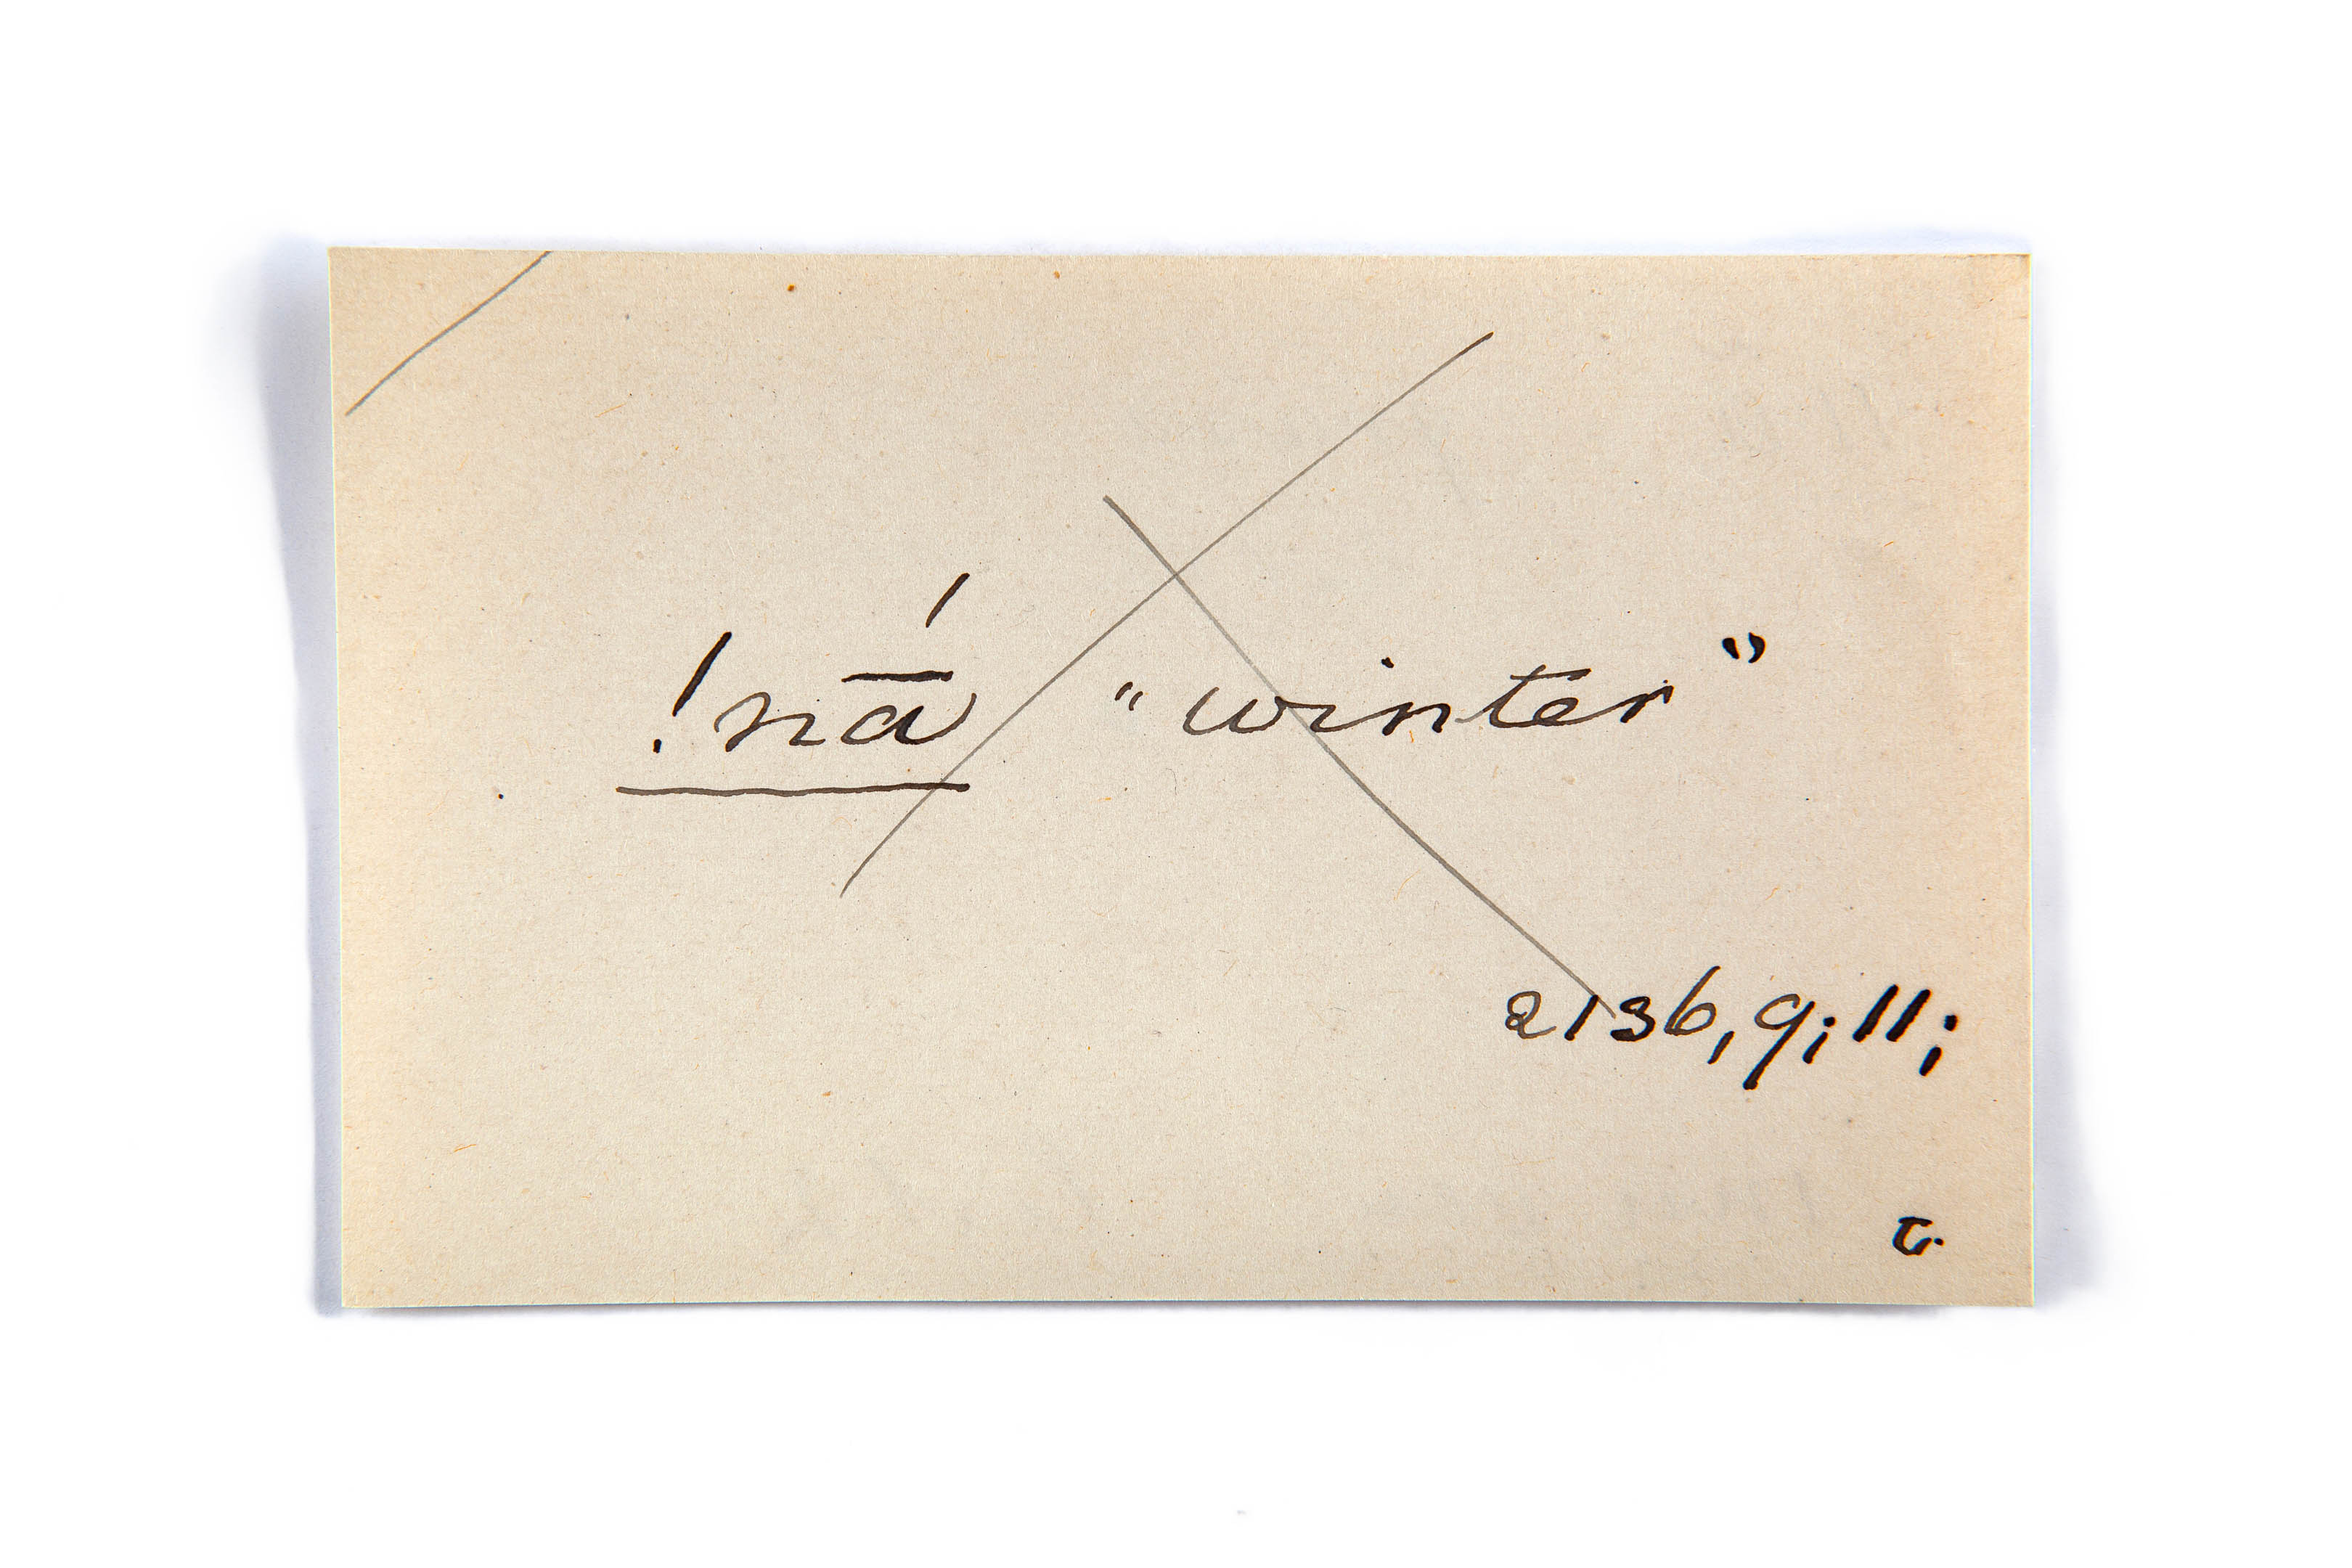 !nā́ "winter"
2136, 9; 11;